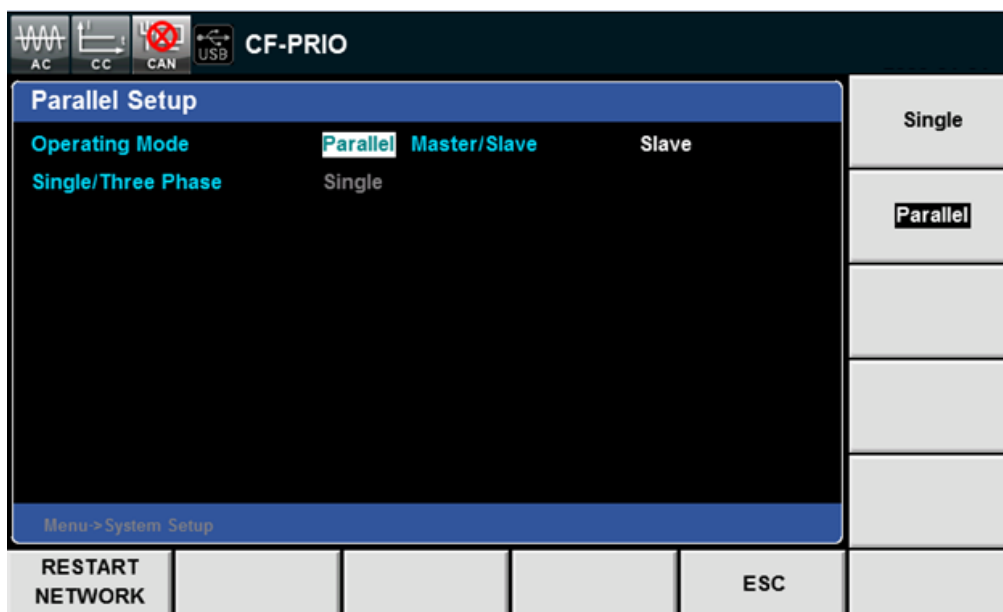 AC CC CAN USB CF-PRIO
Parallel Setup
Operating Mode Parallel Master/Slave Slave
Single/Three Phase Single
Menu->System Setup
Single
Parallel
RESTART
NETWORK
ESC